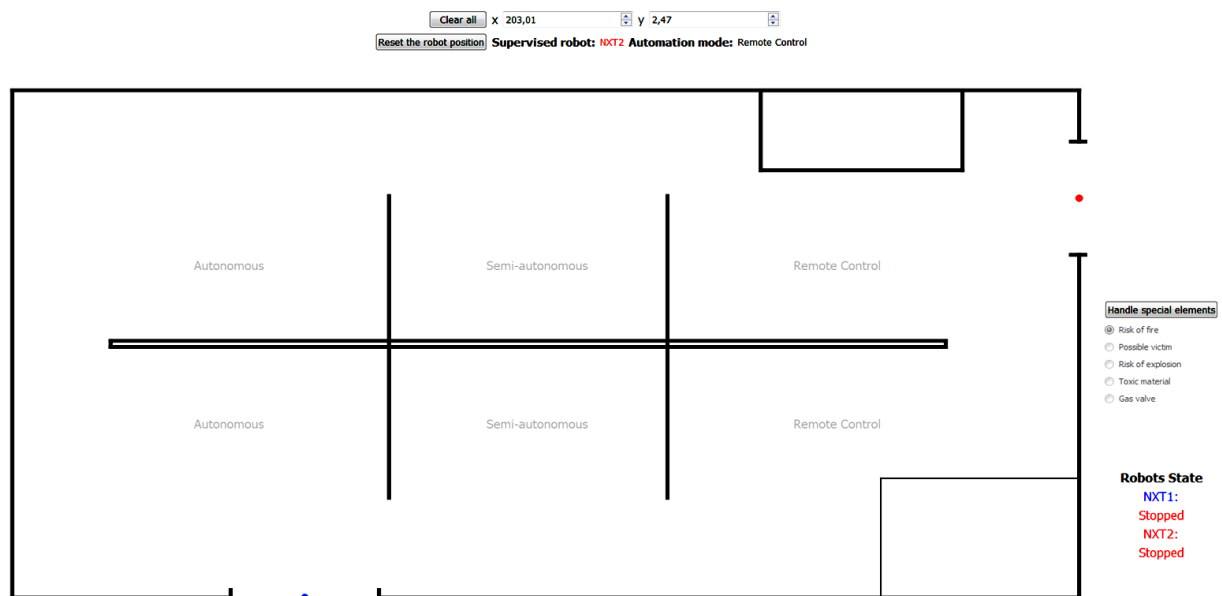 Clear all x 203,01 y 2,47
Reset the robot position Supervised robot: NXT2 Automation mode: Remote Control
Autonomous Semi-autonomous Remote Control
Handle special elements
Risk of fire
Possible victim
Risk of explosion
Toxic material
Gas valve
Autonomous Semi-autonomous Remote Control
Robots State
NXT1:
Stopped
NXT2:
Stopped